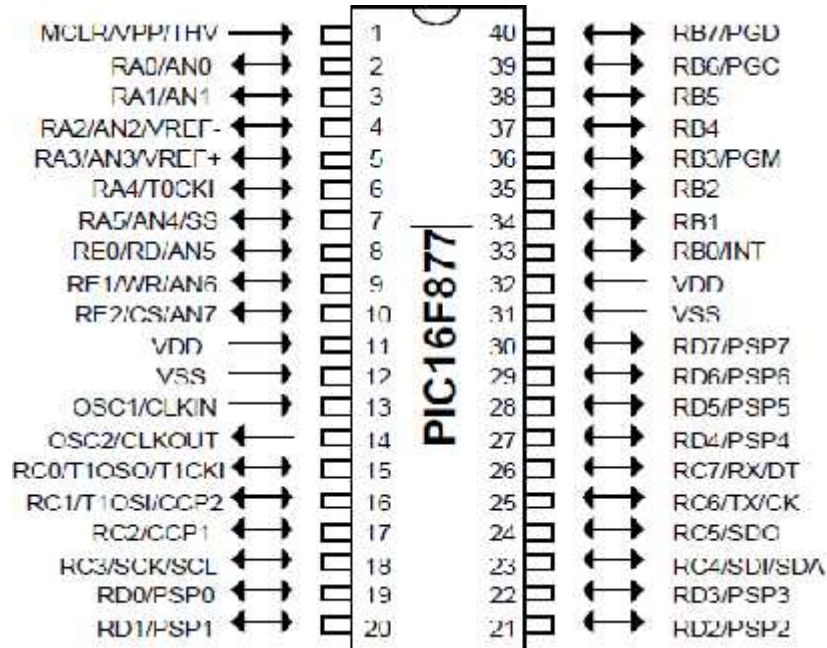 MCLR/VPP/THV 1 40 RB7/PGD
RA0/AN0 2 39 RB6/PGC
RA1/AN1 3 38 RB5
RA2/AN2/VREF- 4 37 RB4
RA3/AN3/VREF+ 5 36 RB3/PGM
RA4/T0CKI 6 35 RB2
RA5/AN4/SS 7 34 RB1
RE0/RD/AN5 8 33 RB0/INT
RE1/WR/AN6 9 32 VDD
RE2/CS/AN7 10 31 VSS
VDD 11 30 RD7/PSP7
VSS 12 29 RD6/PSP6
OSC1/CLKIN 13 28 RD5/PSP5
OSC2/CLKOUT 14 27 RD4/PSP4
RC0/T1OSO/T1CKI 15 26 RC7/RX/DT
RC1/T1OSI/CCP2 16 25 RC6/TX/CK
RC2/CCP1 17 24 RC5/SDO
RC3/SCK/SCL 18 23 RC4/SDI/SDA
RD0/PSP0 19 22 RD3/PSP3
RD1/PSP1 20 21 RD2/PSP2
PIC16F877